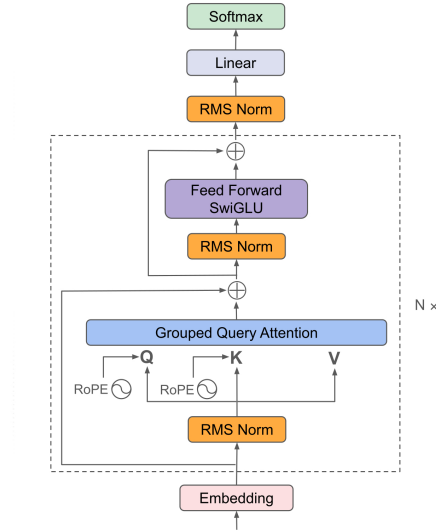 Softmax
Linear
RMS Norm
Feed Forward
SwiGLU
RMS Norm
N ×
Grouped Query Attention
Q K V
RoPE RoPE
RMS Norm
Embedding